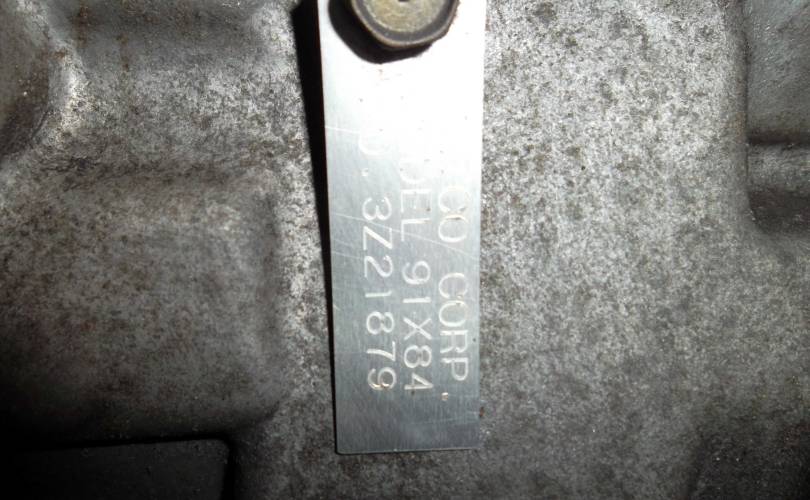 CO CORP
DEL 91X84
. 3Z21879